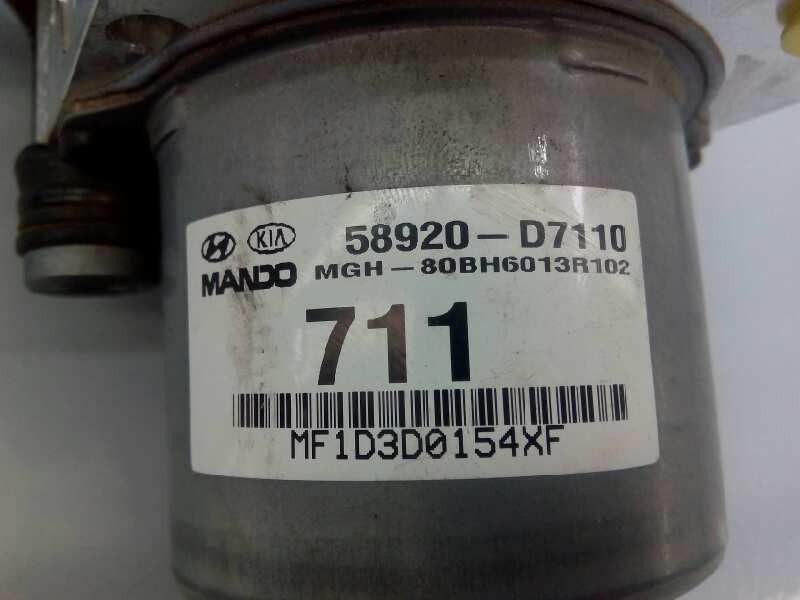 KIA 58920-D7110
MANDO MGH-80BH6013R102
711
MF1D3D0154XF